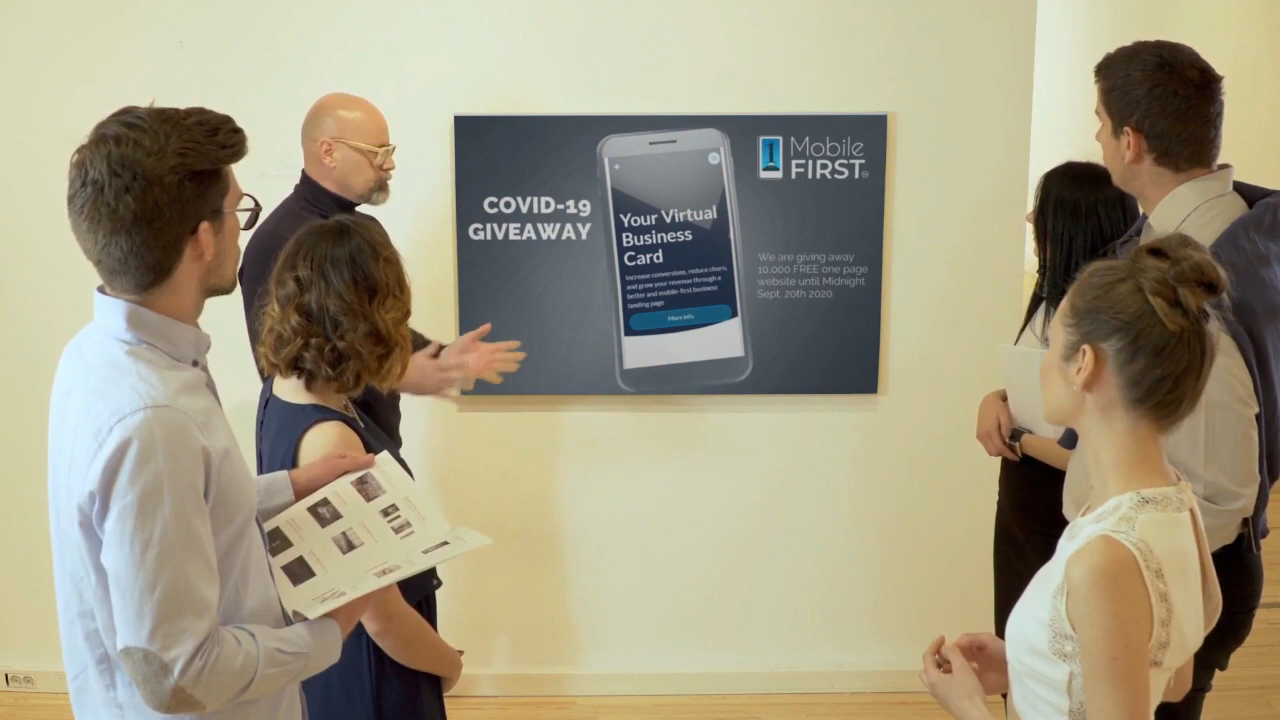 COVID-19
GIVEAWAY
Your Virtual
Business
Card
Increase conversions, reduce churn,
and grow your revenue through a
better and mobile-first business
landing page
More Info
1
Mobile
FIRST
We are giving away
10,000 FREE one page
website until Midnight
Sept. 20th 2020